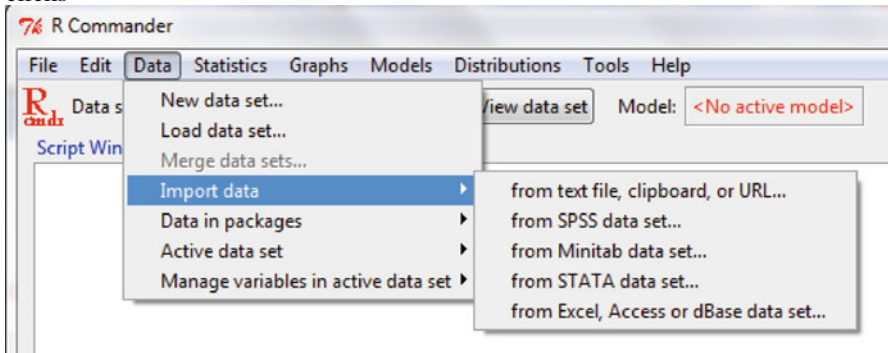 R Commander
File Edit Data Statistics Graphs Models Distributions Tools Help
R Data s View data set Model: <No active model>
cmdr
Script Win
New data set...
Load data set...
Merge data sets...
Import data
Data in packages
Active data set
Manage variables in active data set
from text file, clipboard, or URL...
from SPSS data set...
from Minitab data set...
from STATA data set...
from Excel, Access or dBase data set...